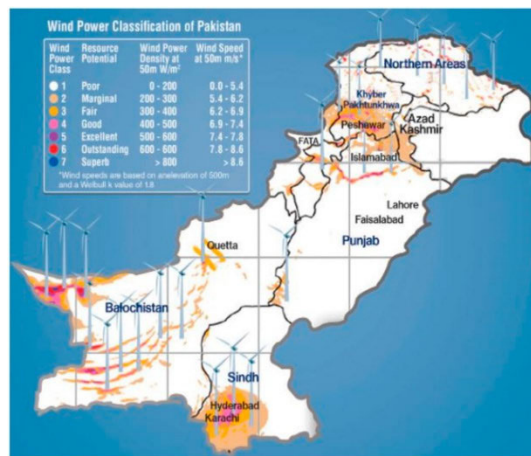 Wind Power Classification of Pakistan
Wind Power Class Resource Potential Wind Power Density at 50m W/m² Wind Speed at 50m m/s*
1 Poor 0 - 200 0.0 - 5.4
2 Marginal 200 - 300 5.4 - 6.2
3 Fair 300 - 400 6.2 - 6.9
4 Good 400 - 500 6.9 - 7.4
5 Excellent 500 - 600 7.4 - 7.8
6 Outstanding 600 - 600 7.8 - 8.6
7 Superb > 800 > 8.6
*Wind speeds are based on aneleration of 500m
and a Welbull k value of 1.8
Northern Areas
Khyber
Pakhtunkhwa
Peshawar
Azad
Kashmir
FATA
Islamabad
Lahore
Faisalabad
Punjab
Quetta
Balochistan
Sindh
Hyderabad
Karachi